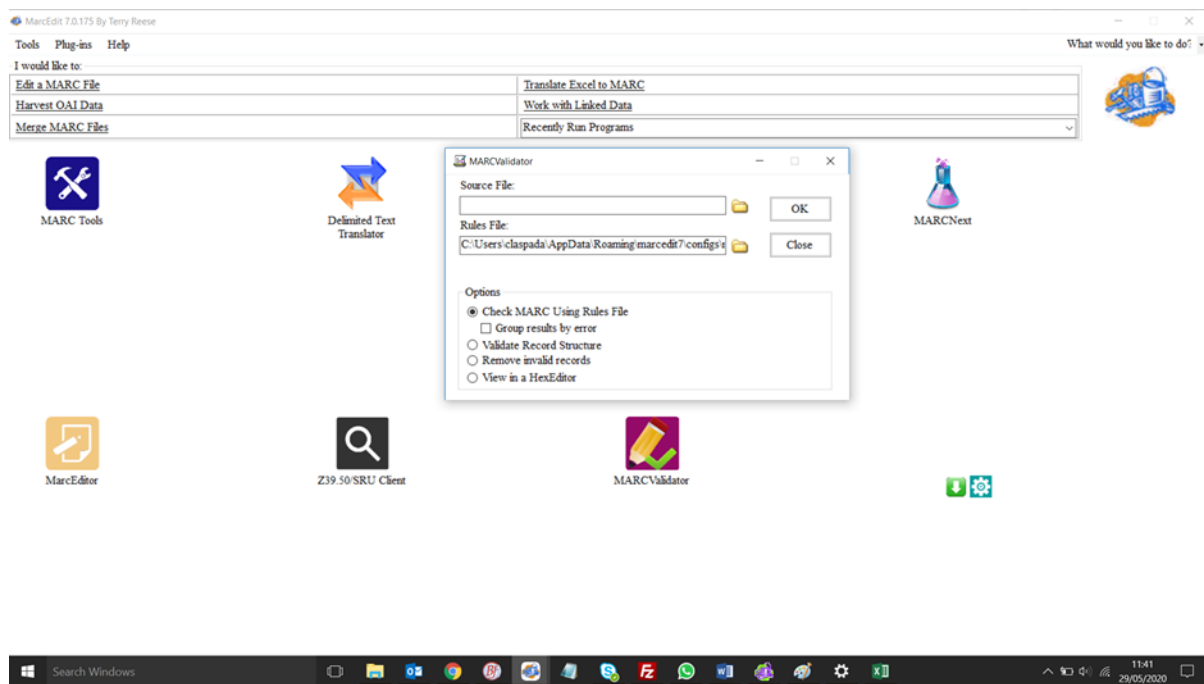 MarcEdit 7.0.175 By Terry Reese
Tools Plug-ins Help
What would you like to do?
I would like to:
Edit a MARC File
Translate Excel to MARC
Harvest OAI Data
Work with Linked Data
Merge MARC Files
Recently Run Programs
MARC Tools
Delimited Text
Translator
MARCNext
MARCValidator
Source File:
OK
Rules File:
C:\Users\claspada\AppData\Roaming\marcedit7\configs\
Close
Options
Check MARC Using Rules File
Group results by error
Validate Record Structure
Remove invalid records
View in a HexEditor
MarcEditor
Z39.50/SRU Client
MARCValidator
Search Windows
11:41
29/05/2020